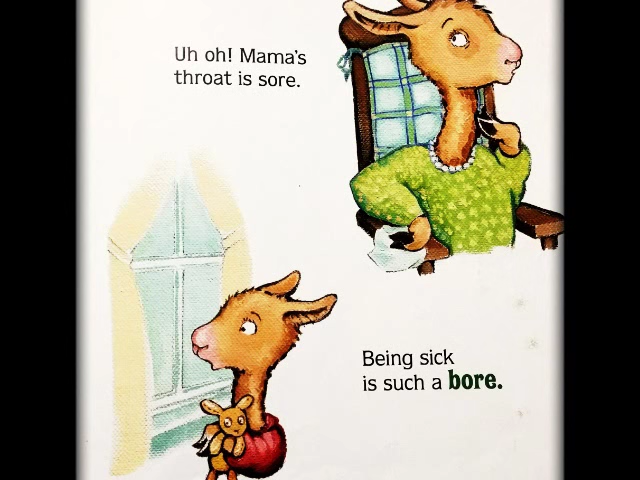 Uh oh! Mama's
throat is sore.
Being sick
is such a bore.